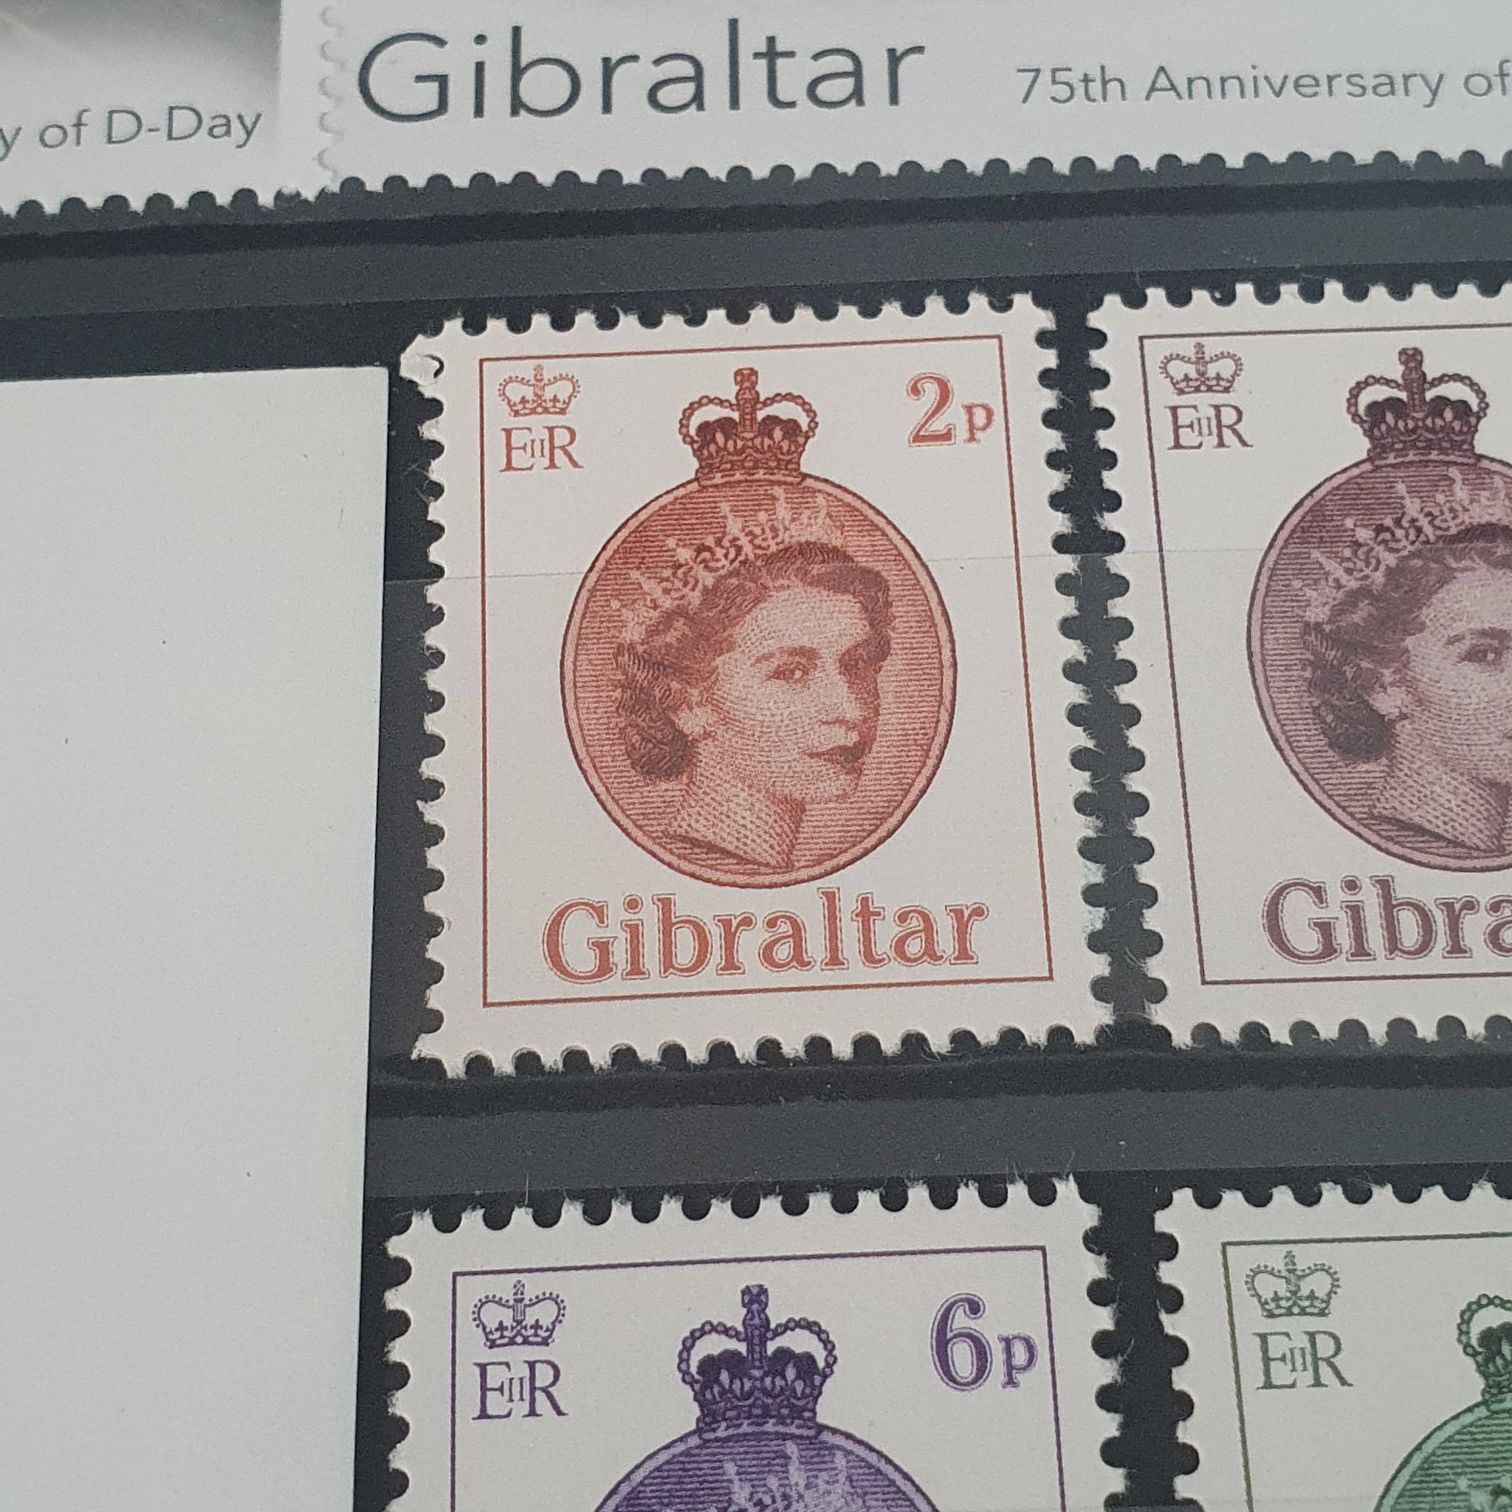 y of D-Day
Gibraltar
75th Anniversary of
EIIR
2p
Gibraltar
EIIR
Gibra
EIIR
6p
EIIR